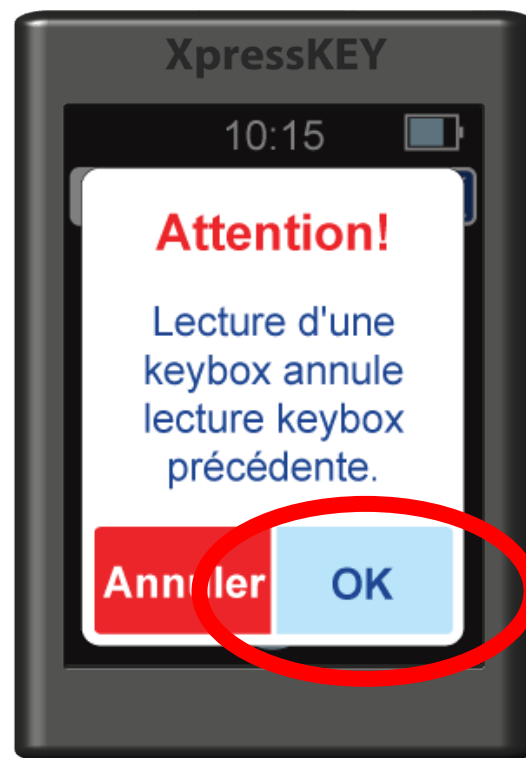 XpressKEY
10:15
Attention!
Lecture d'une
keybox annule
lecture keybox
précédente.
Annuler
OK